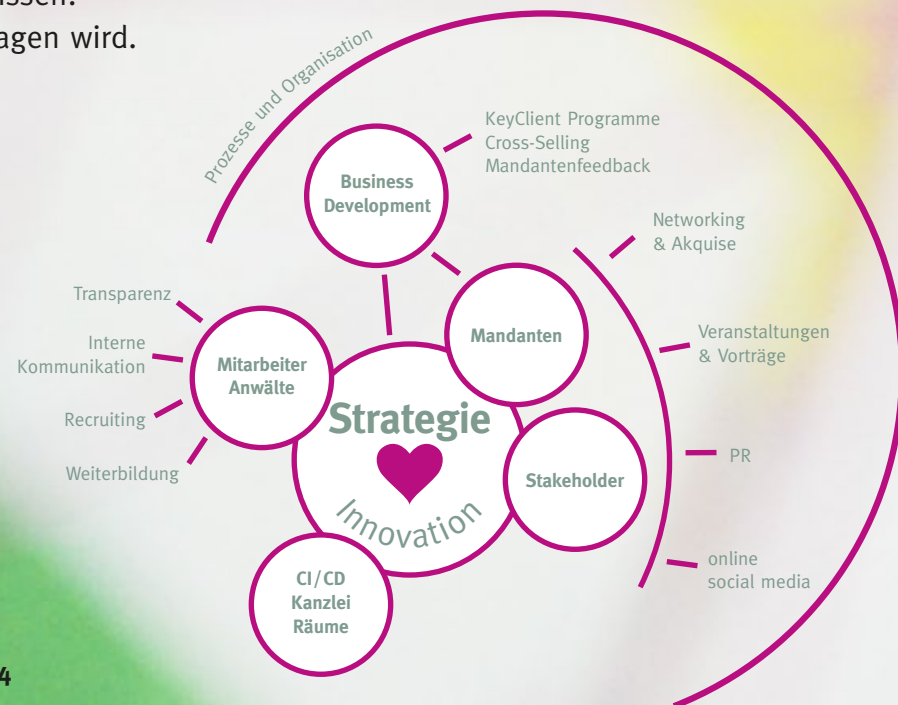 agen wird.
Prozesse und Organisation
KeyClient Programme
Cross-Selling
Mandantenfeedback
Business
Development
Networking
& Akquise
Transparenz
Interne
Kommunikation
Recruiting
Weiterbildung
Mitarbeiter
Anwälte
Mandanten
Veranstaltungen
& Vorträge
Strategie
Innovation
Stakeholder
PR
online
social media
CI/CD
Kanzlei
Räume
4